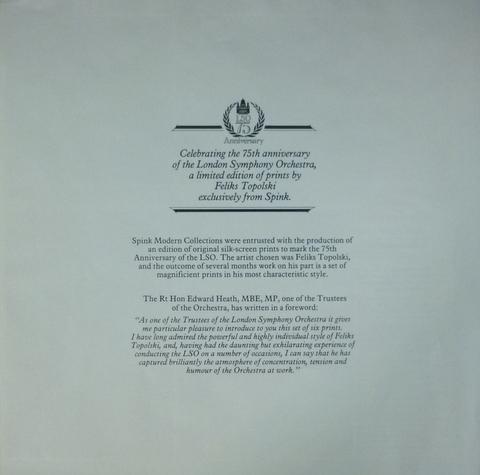 LSO
75
Anniversary
Celebrating the 75th anniversary
of the London Symphony Orchestra,
a limited edition of prints by
Feliks Topolski
exclusively from Spink.
Spink Modern Collections were entrusted with the production of
an edition of original silk-screen prints to mark the 75th
Anniversary of the LSO. The artist chosen was Feliks Topolski,
and the outcome of several months work on his part is a set of
magnificent prints in his most characteristic style.
The Rt Hon Edward Heath, MBE, MP, one of the Trustees
of the Orchestra, has written in a foreword:
"As one of the Trustees of the London Symphony Orchestra it gives
me particular pleasure to introduce to you this set of six prints.
I have long admired the powerful and highly individual style of Feliks
Topolski, and, having had the daunting but exhilarating experience of
conducting the LSO on a number of occasions, I can say that he has
captured brilliantly the atmosphere of concentration, tension and
humour of the Orchestra at work."